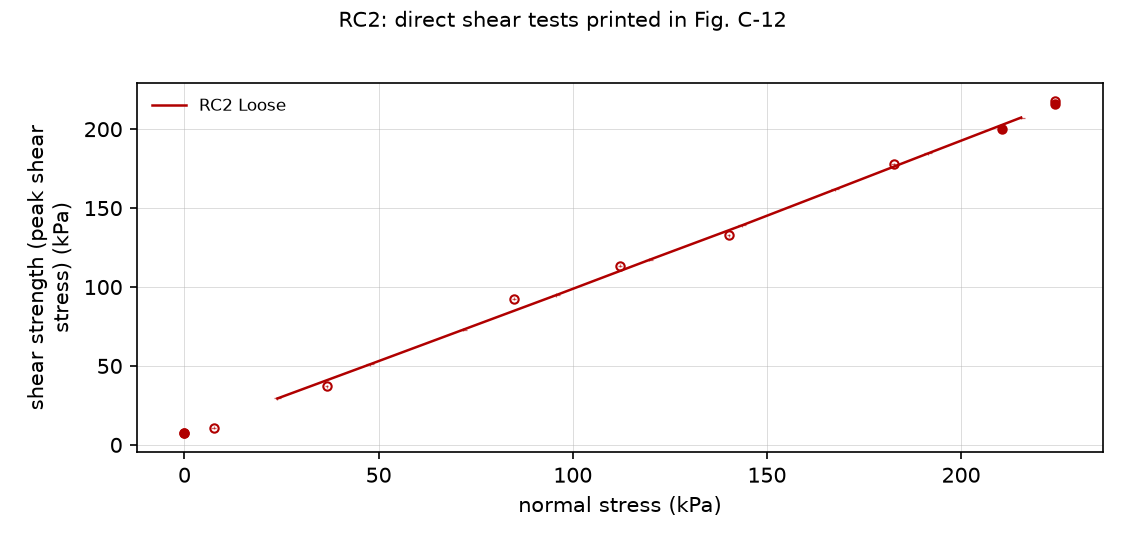 RC2: direct shear tests printed in Fig. C-12
RC2 Loose
shear strength (peak shear
stress) (kPa)
200
150
100
50
0
0 50 100 150 200
normal stress (kPa)